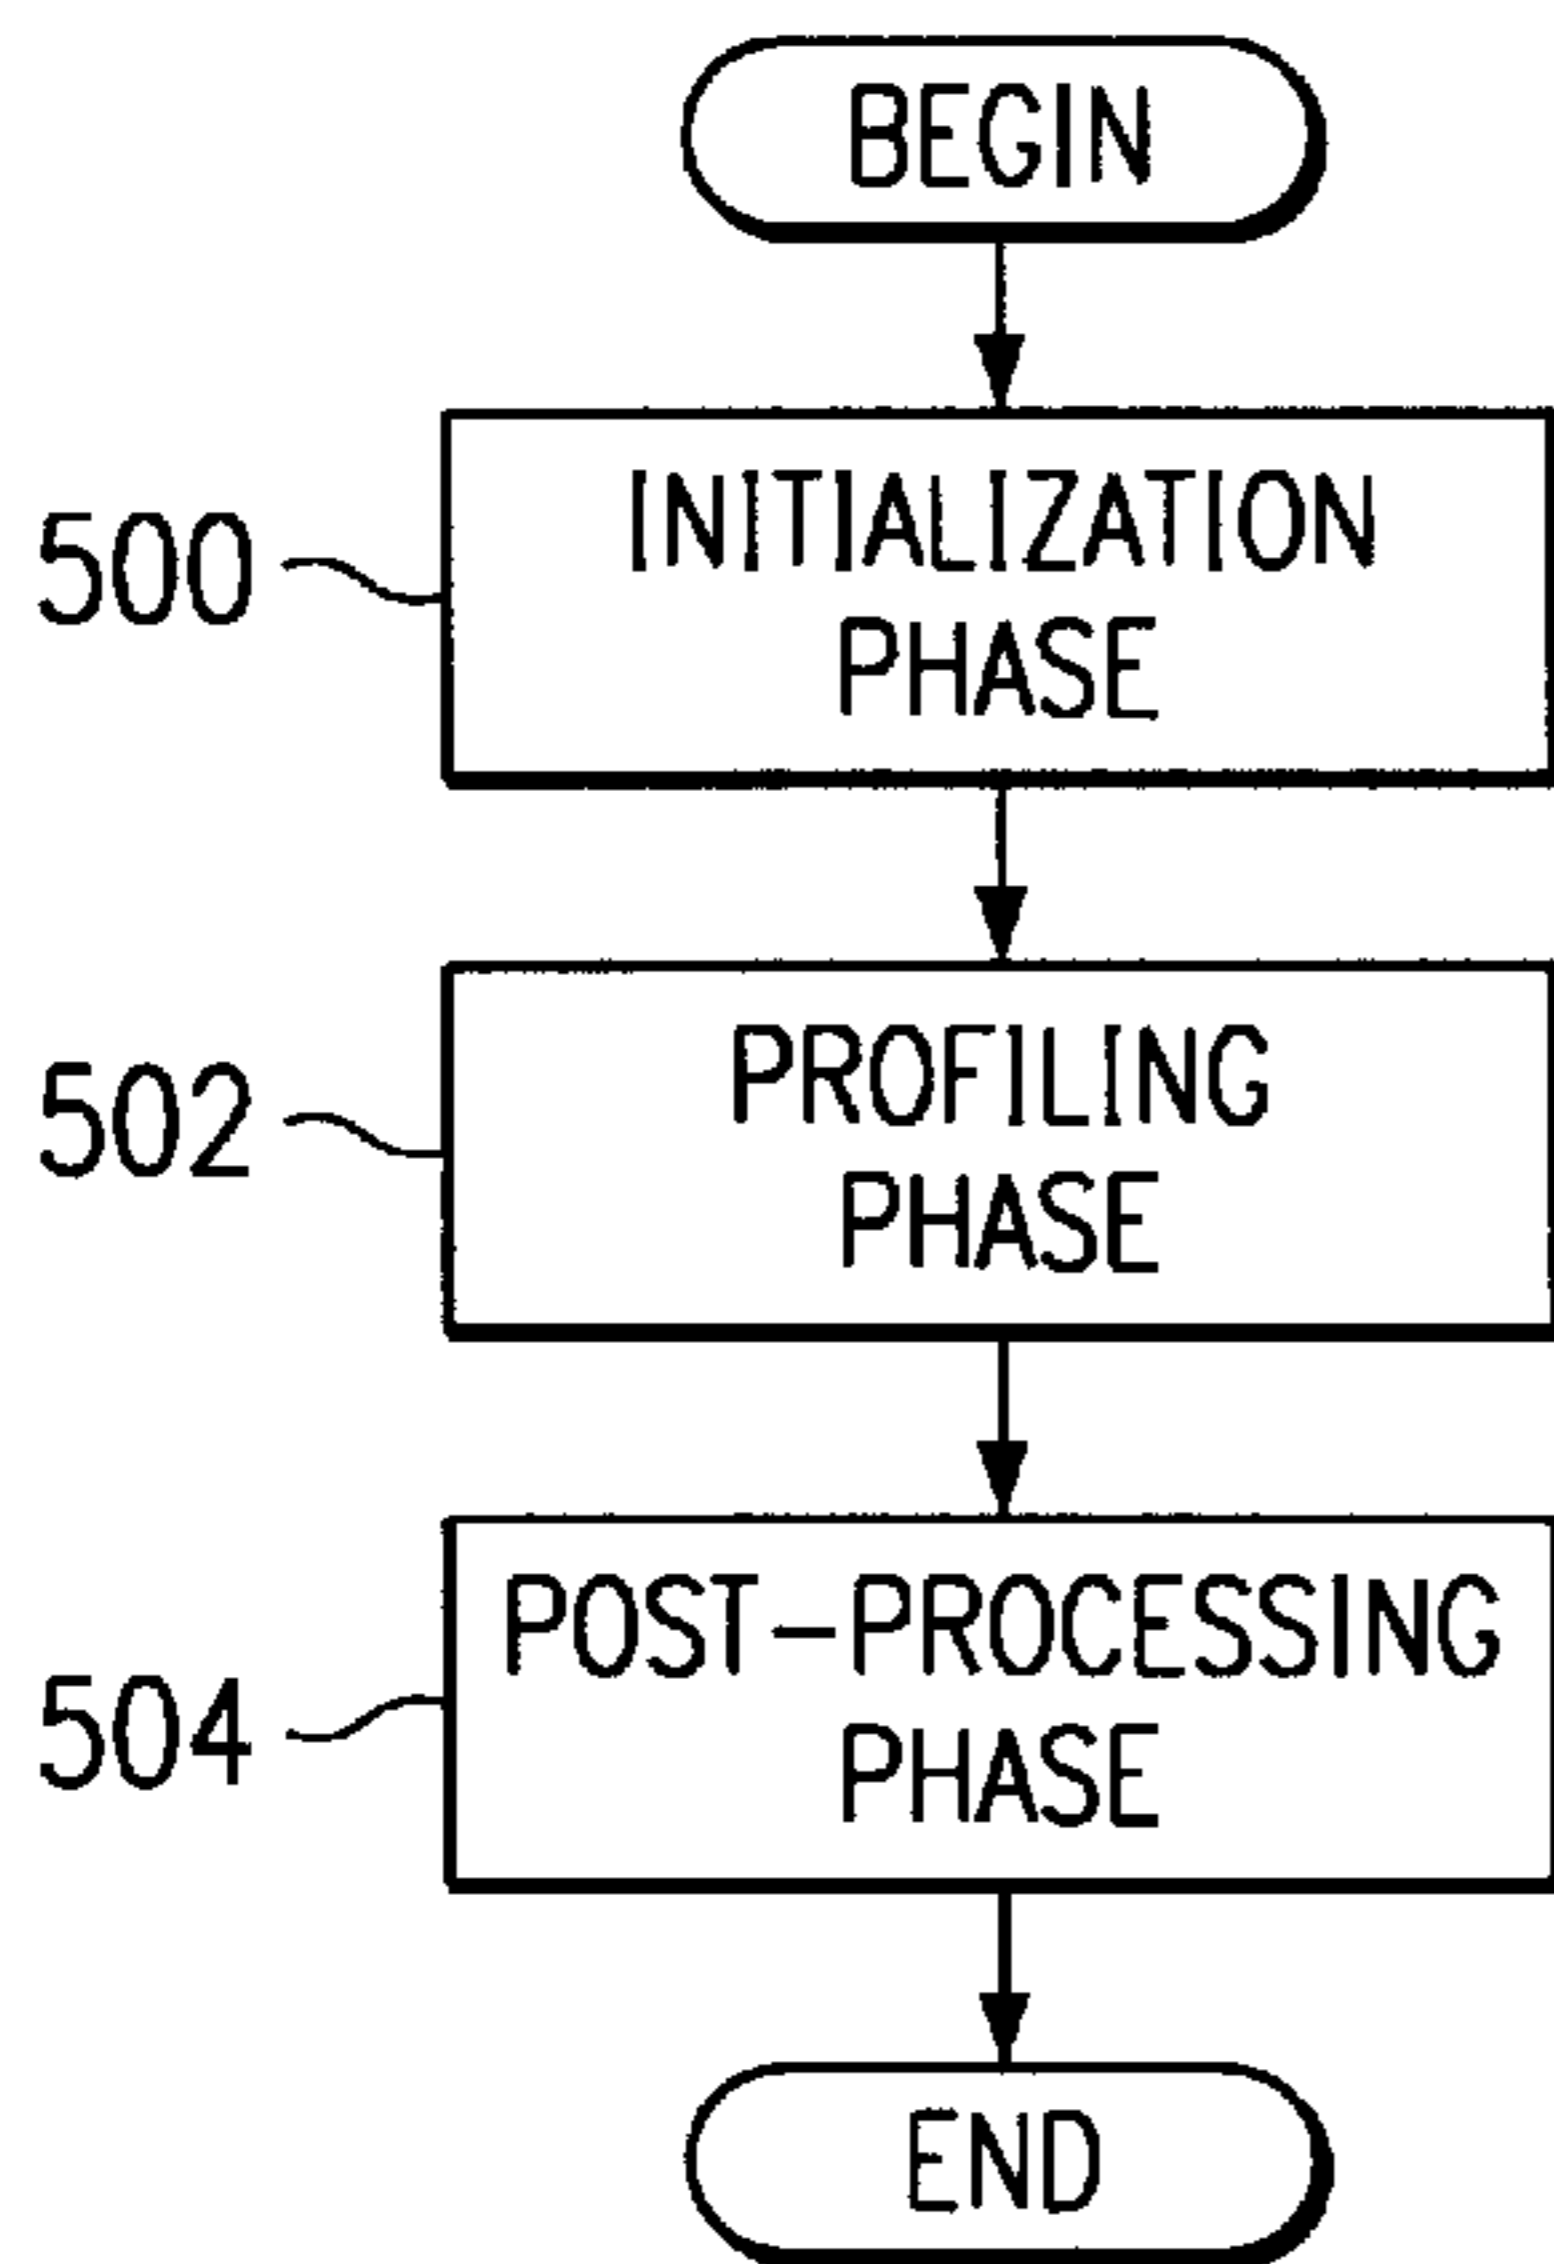 BEGIN
500
INITIALIZATION
PHASE
502
PROFILING
PHASE
504
POST-PROCESSING
PHASE
END